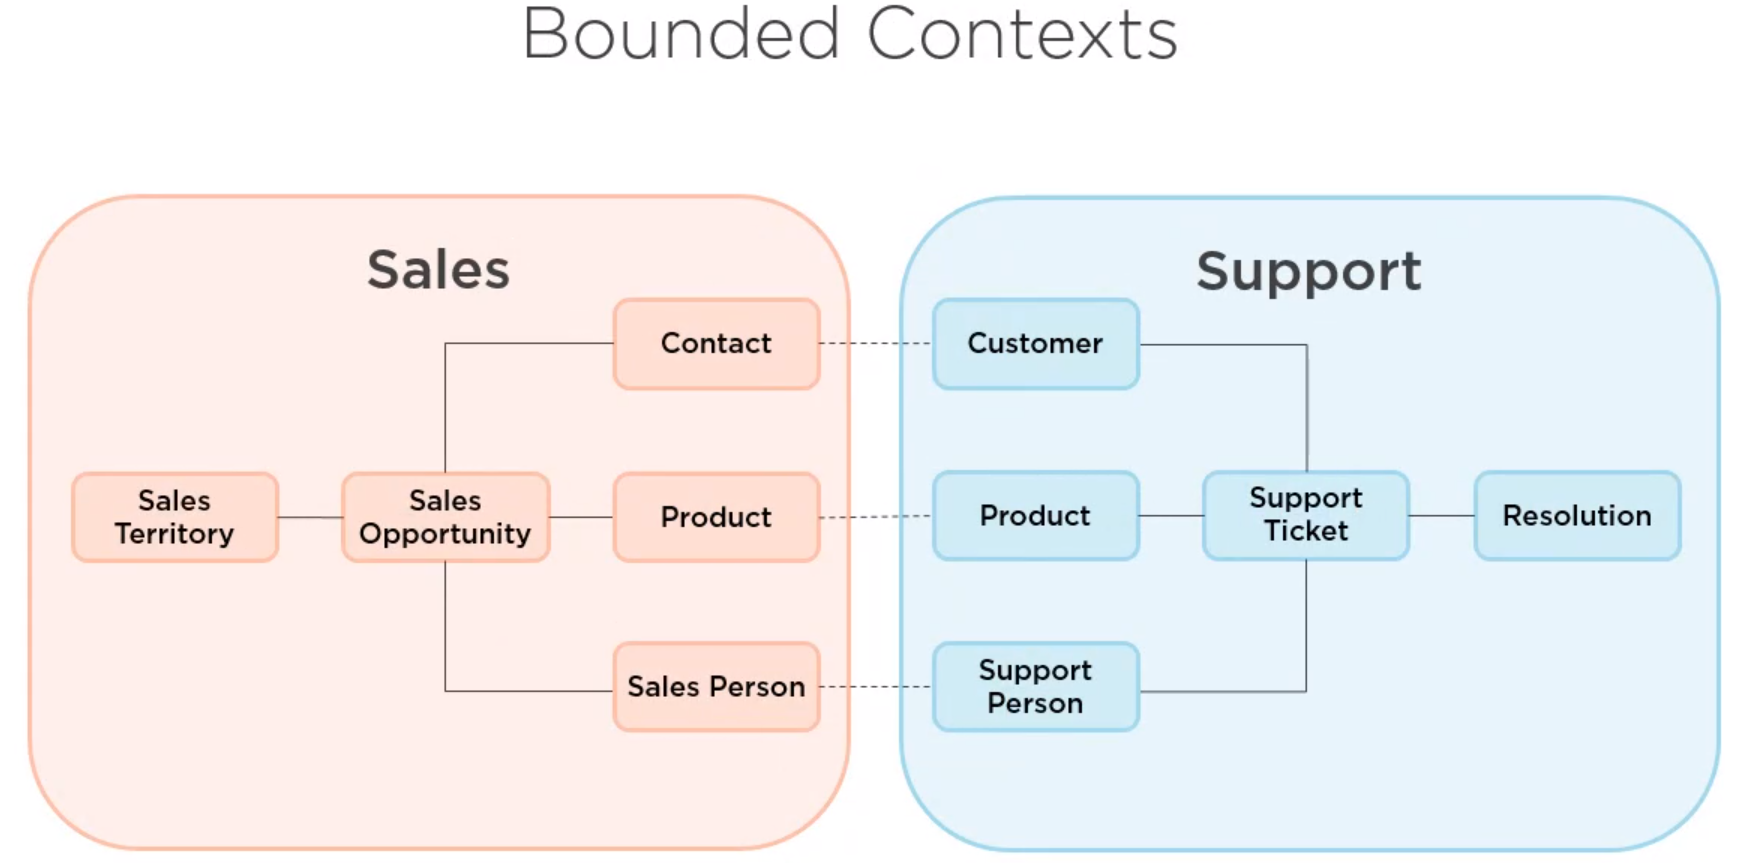 Bounded Contexts
Sales
Contact
Sales
Territory
Sales
Opportunity
Product
Sales Person
Support
Customer
Product
Support
Ticket
Resolution
Support
Person